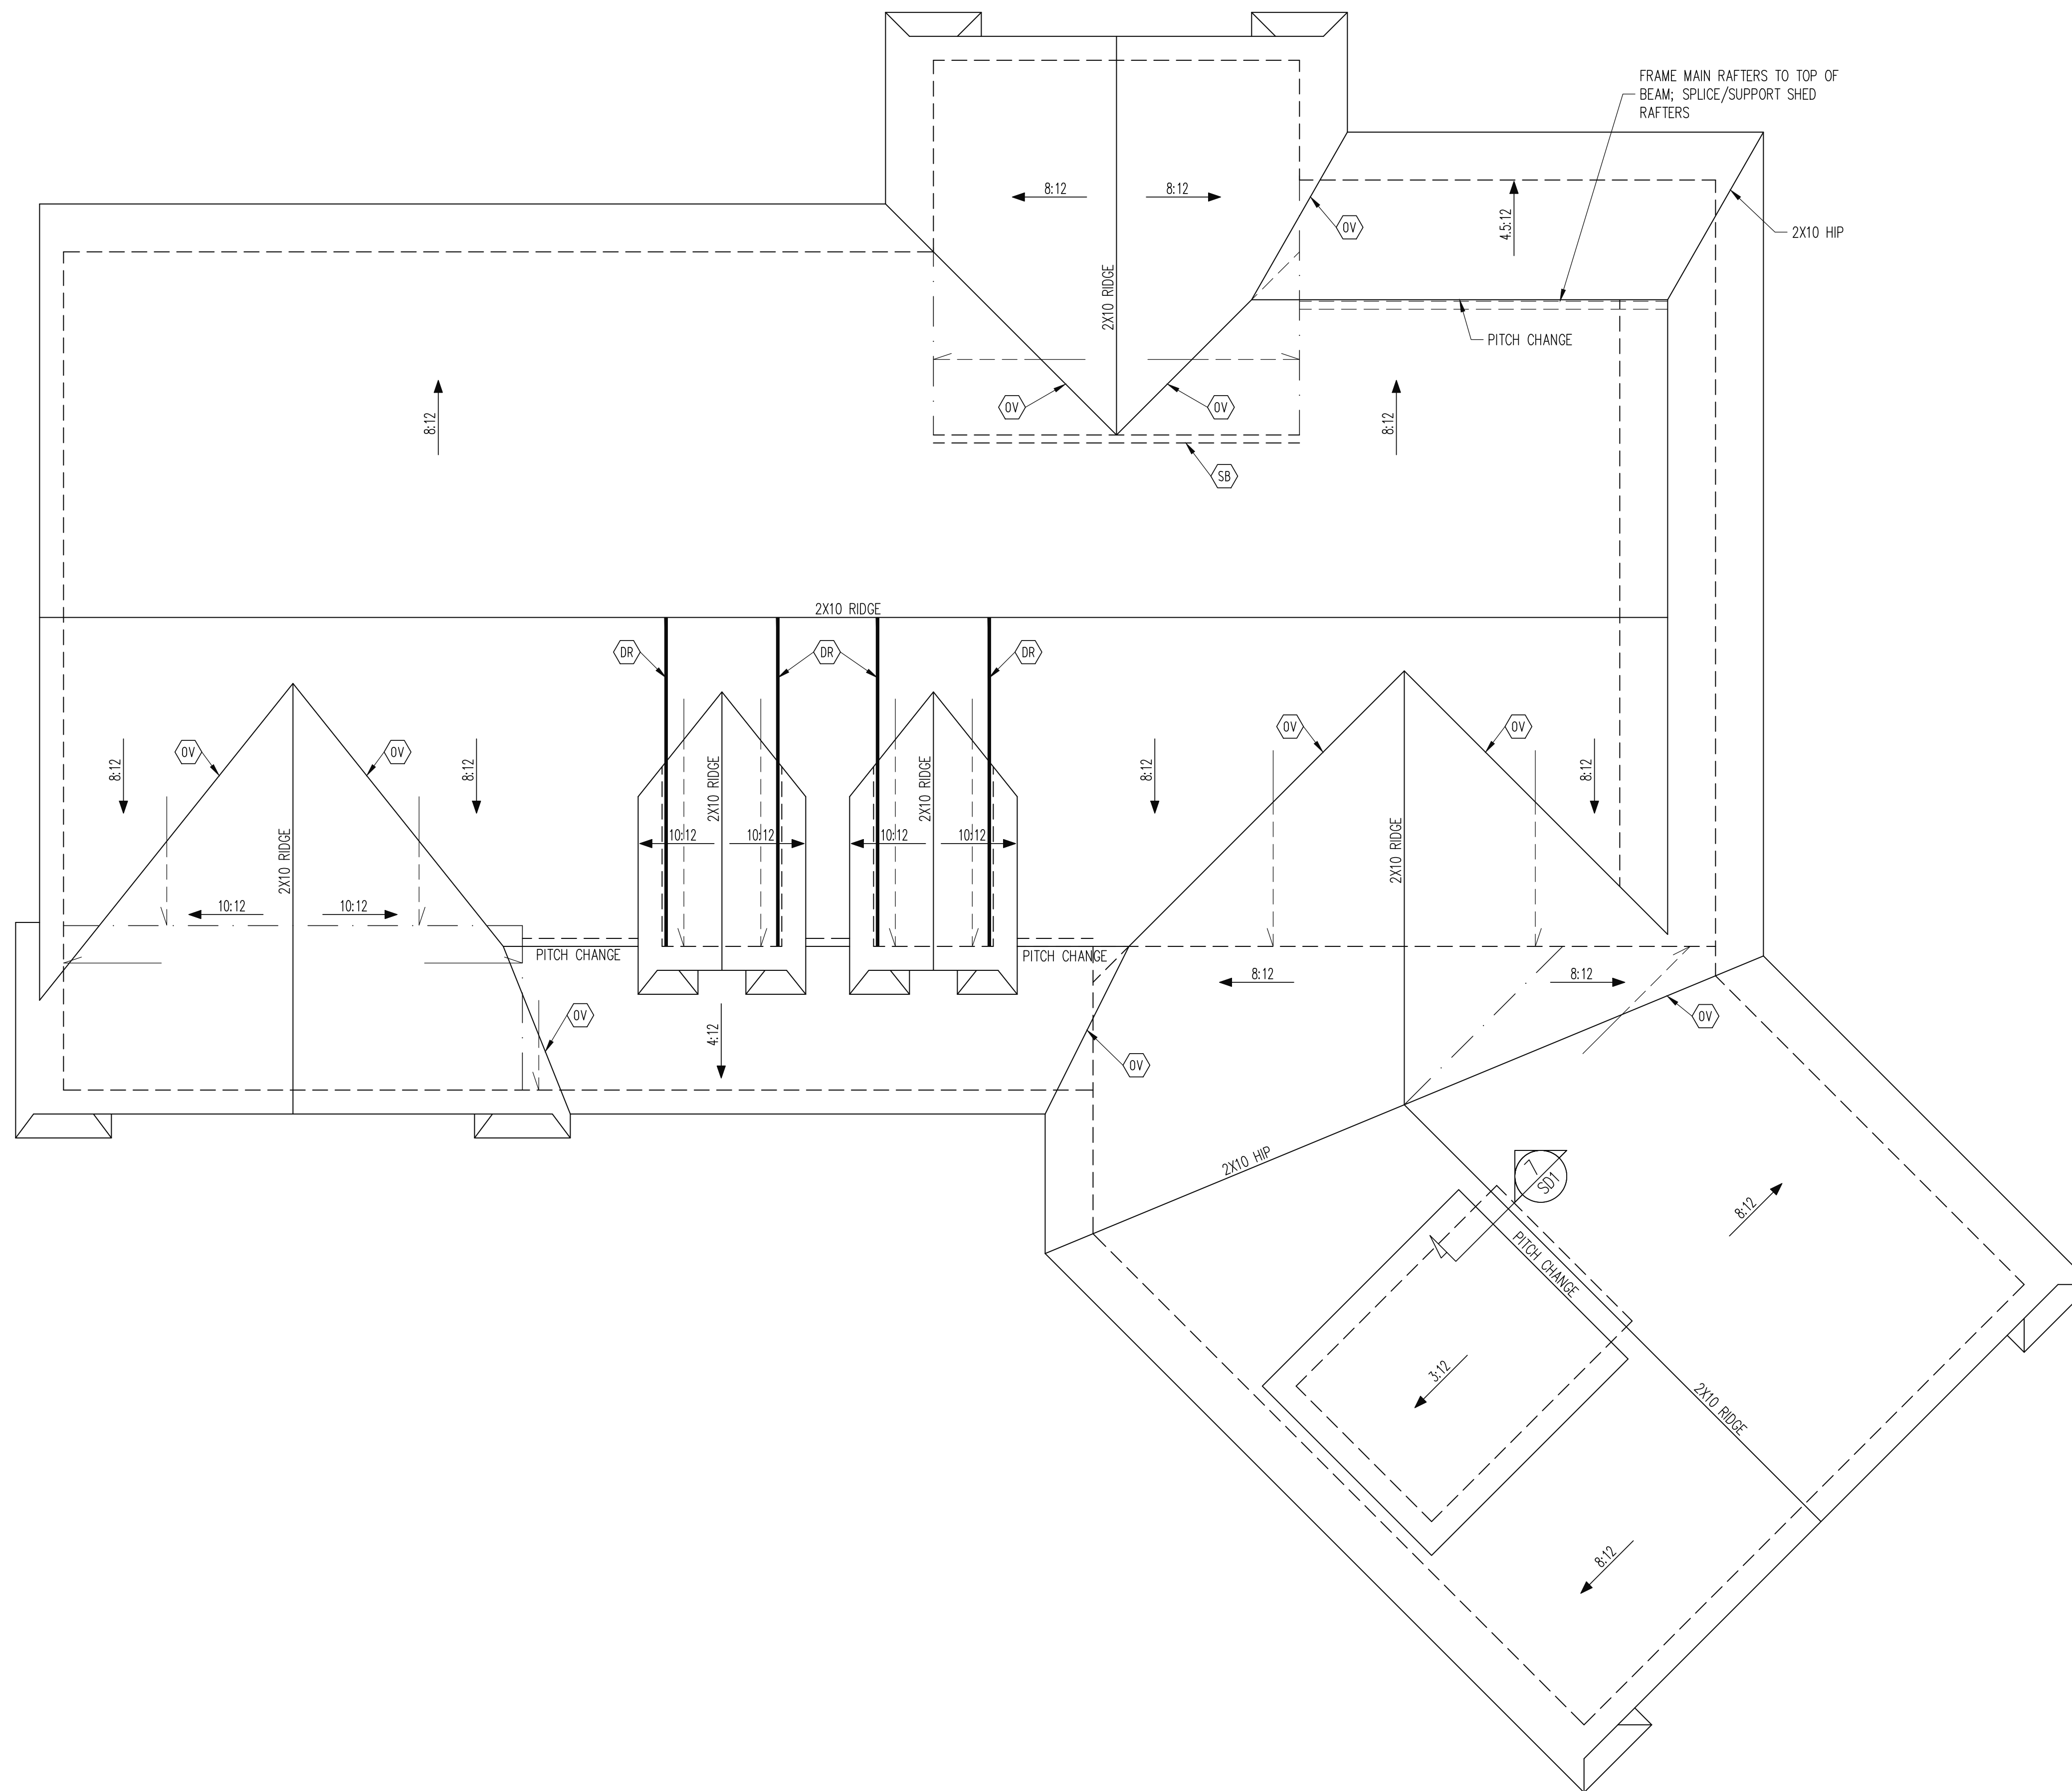 FRAME MAIN RAFTERS TO TOP OF
BEAM; SPLICE/SUPPORT SHED
RAFTERS
8:12
8:12
OV
4.5:12
2X10 HIP
2X10 RIDGE
PITCH CHANGE
8:12
OV
OV
8:12
SB
2X10 RIDGE
DR
DR
DR
8:12
OV
OV
8:12
2X10 RIDGE
2X10 RIDGE
8:12
OV
OV
8:12
2X10 RIDGE
10:12
10:12
10:12
10:12
2X10 RIDGE
10:12
10:12
PITCH CHANGE
PITCH CHANGE
8:12
8:12
OV
OV
4:12
OV
2X10 HIP
7
SD1
8:12
PITCH CHANGE
3:12
2X10 RIDGE
8:12